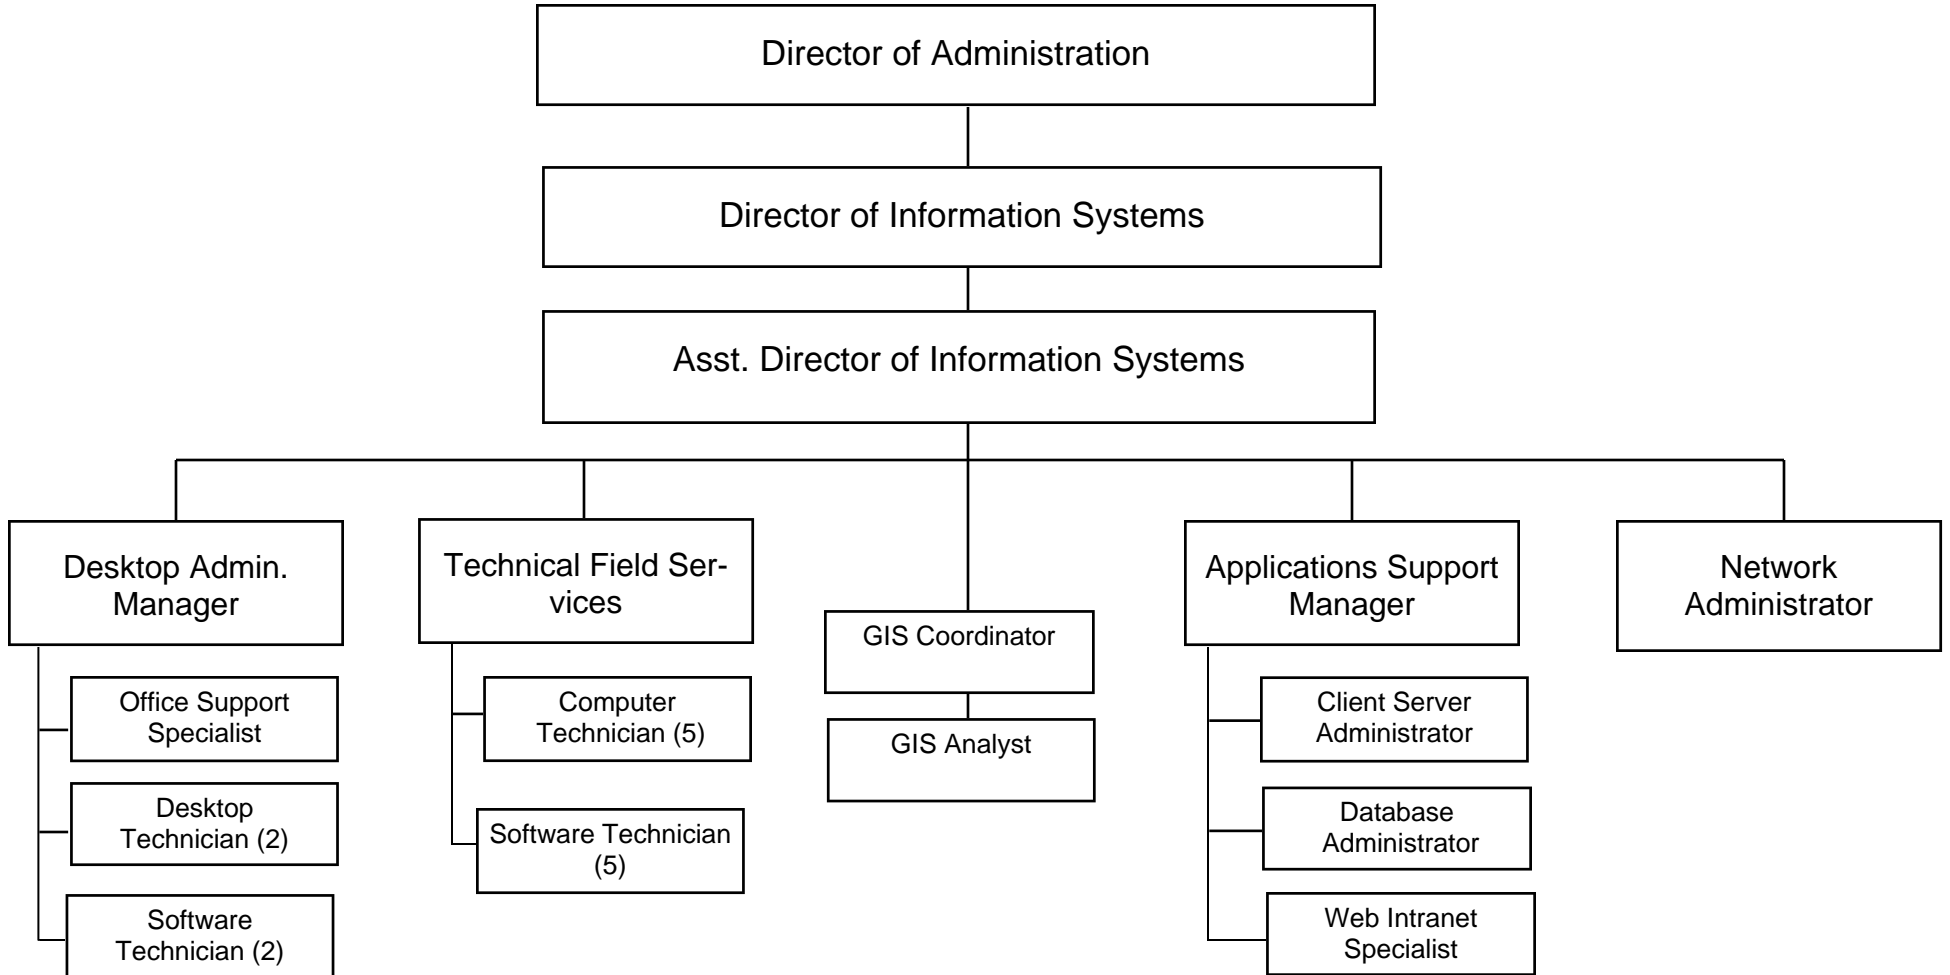 Director of Administration
Director of Information Systems
Asst. Director of Information Systems
Desktop Admin.
Manager
Office Support
Specialist
Desktop
Technician (2)
Software
Technician (2)
Technical Field Ser-
vices
Computer
Technician (5)
Software Technician
(5)
GIS Coordinator
GIS Analyst
Applications Support
Manager
Client Server
Administrator
Database
Administrator
Web Intranet
Specialist
Network
Administrator